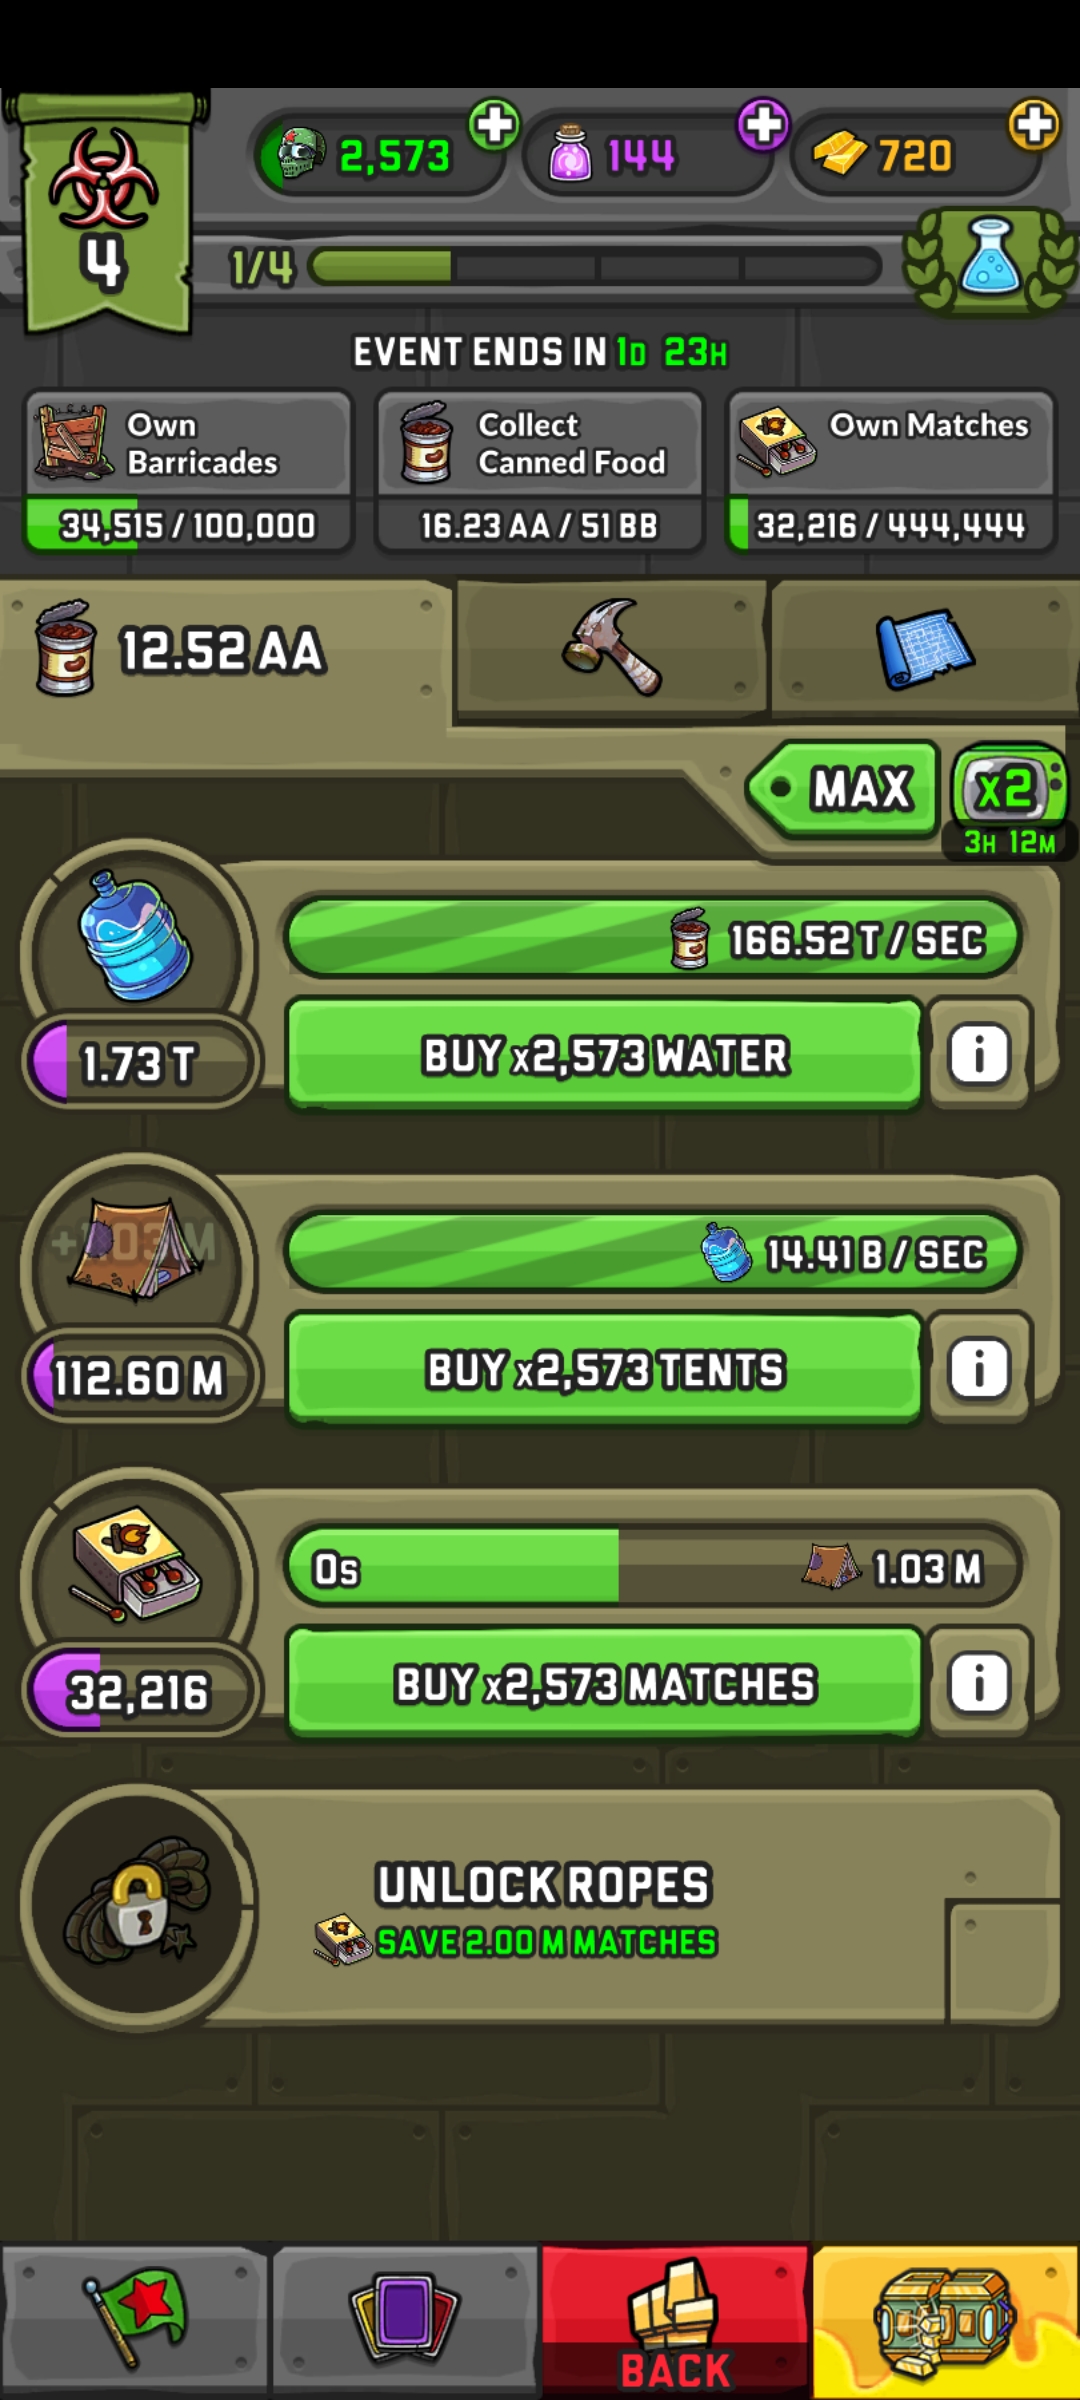 2,573
144
720
4
1/4
EVENT ENDS IN 1D 23H
Own Barricades
34,515 / 100,000
Collect Canned Food
16.23 AA / 51 BB
Own Matches
32,216 / 444,444
12.52 AA
MAX
x2
3H 12M
166.52 T / SEC
1.73 T
BUY x2,573 WATER
i
+1.03 M
14.41 B / SEC
112.60 M
BUY x2,573 TENTS
i
0s
1.03 M
32,216
BUY x2,573 MATCHES
i
UNLOCK ROPES
SAVE 2.00 M MATCHES
BACK